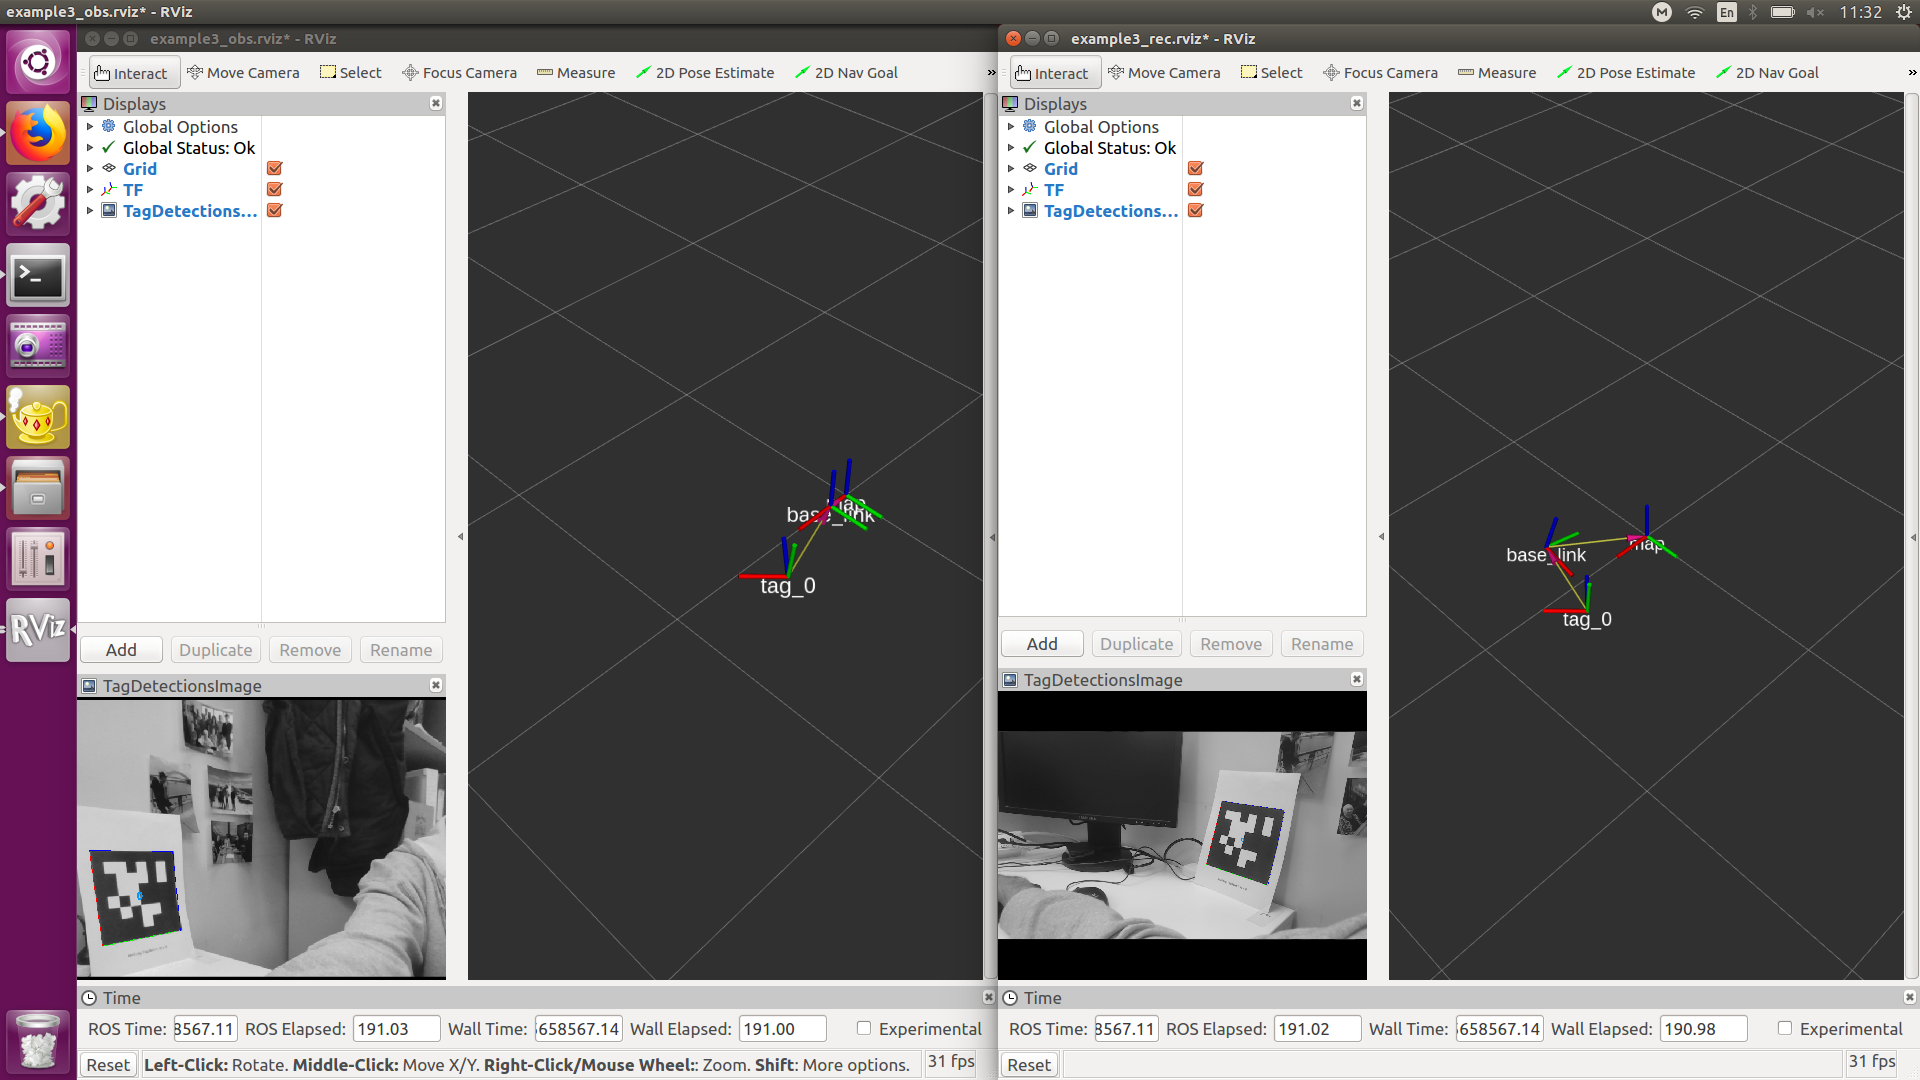 example3_obs.rviz* - RViz
M
En
11:32
example3_obs.rviz* - RViz
Interact
Move Camera
Select
Focus Camera
Measure
2D Pose Estimate
2D Nav Goal
»
Displays
Global Options
Global Status: Ok
Grid
TF
TagDetections...
map
base_link
tag_0
Add
Duplicate
Remove
Rename
TagDetectionsImage
Time
ROS Time: 8567.11
ROS Elapsed: 191.03
Wall Time: 658567.14
Wall Elapsed: 191.00
Experimental
Reset
Left-Click: Rotate. Middle-Click: Move X/Y. Right-Click/Mouse Wheel:: Zoom. Shift: More options.
31 fps
example3_rec.rviz* - RViz
Interact
Move Camera
Select
Focus Camera
Measure
2D Pose Estimate
2D Nav Goal
»
Displays
Global Options
Global Status: Ok
Grid
TF
TagDetections...
base_link
map
tag_0
Add
Duplicate
Remove
Rename
TagDetectionsImage
Time
ROS Time: 8567.11
ROS Elapsed: 191.02
Wall Time: 658567.14
Wall Elapsed: 190.98
Experimental
Reset
31 fps
RViz